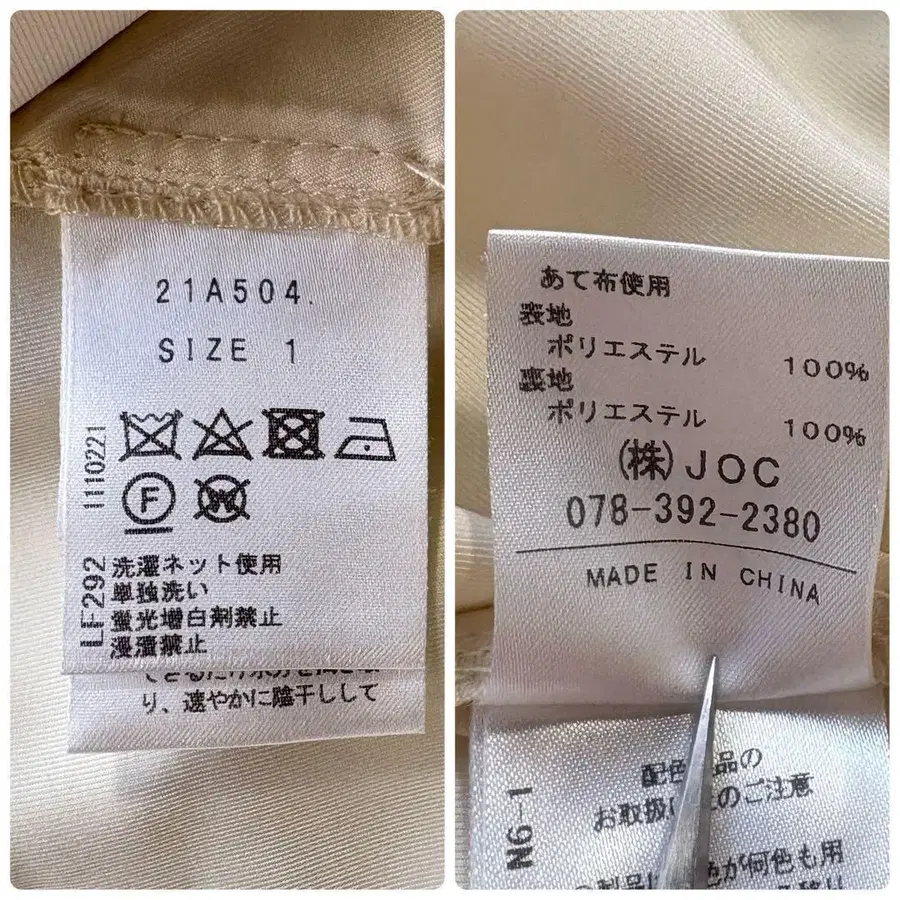 21A504.
SIZE 1
1110221
F
W
LF292
洗濯ネット使用
単独洗い
蛍光増白剤禁止
浸漬禁止
り、速やかに陰干しして
あて布使用
表地
ポリエステル 100%
裏地
ポリエステル 100%
(株)JOC
078-392-2380
MADE IN CHINA
N6-1
配色 品の
お取扱 のご注意
が何色も用